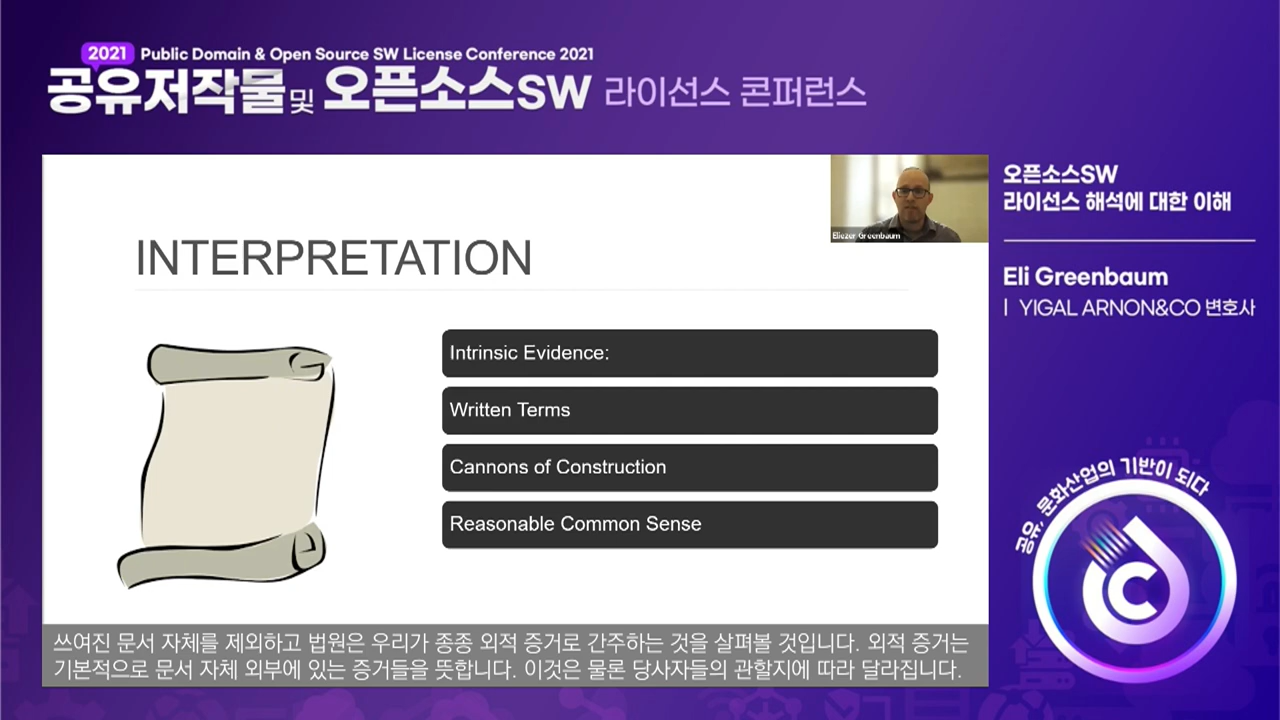 2021 Public Domain & Open Source SW License Conference 2021
공유저작물 및 오픈소스SW 라이선스 콘퍼런스
Eliezer Greenbaum
오픈소스SW
라이선스 해석에 대한 이해
Eli Greenbaum
| YIGAL ARNON&CO 변호사
INTERPRETATION
Intrinsic Evidence:
Written Terms
Cannons of Construction
Reasonable Common Sense
공유, 문화산업의 기반이 되다
쓰여진 문서 자체를 제외하고 법원은 우리가 종종 외적 증거로 간주하는 것을 살펴볼 것입니다. 외적 증거는
기본적으로 문서 자체 외부에 있는 증거들을 뜻합니다. 이것은 물론 당사자들의 관할지에 따라 달라집니다.